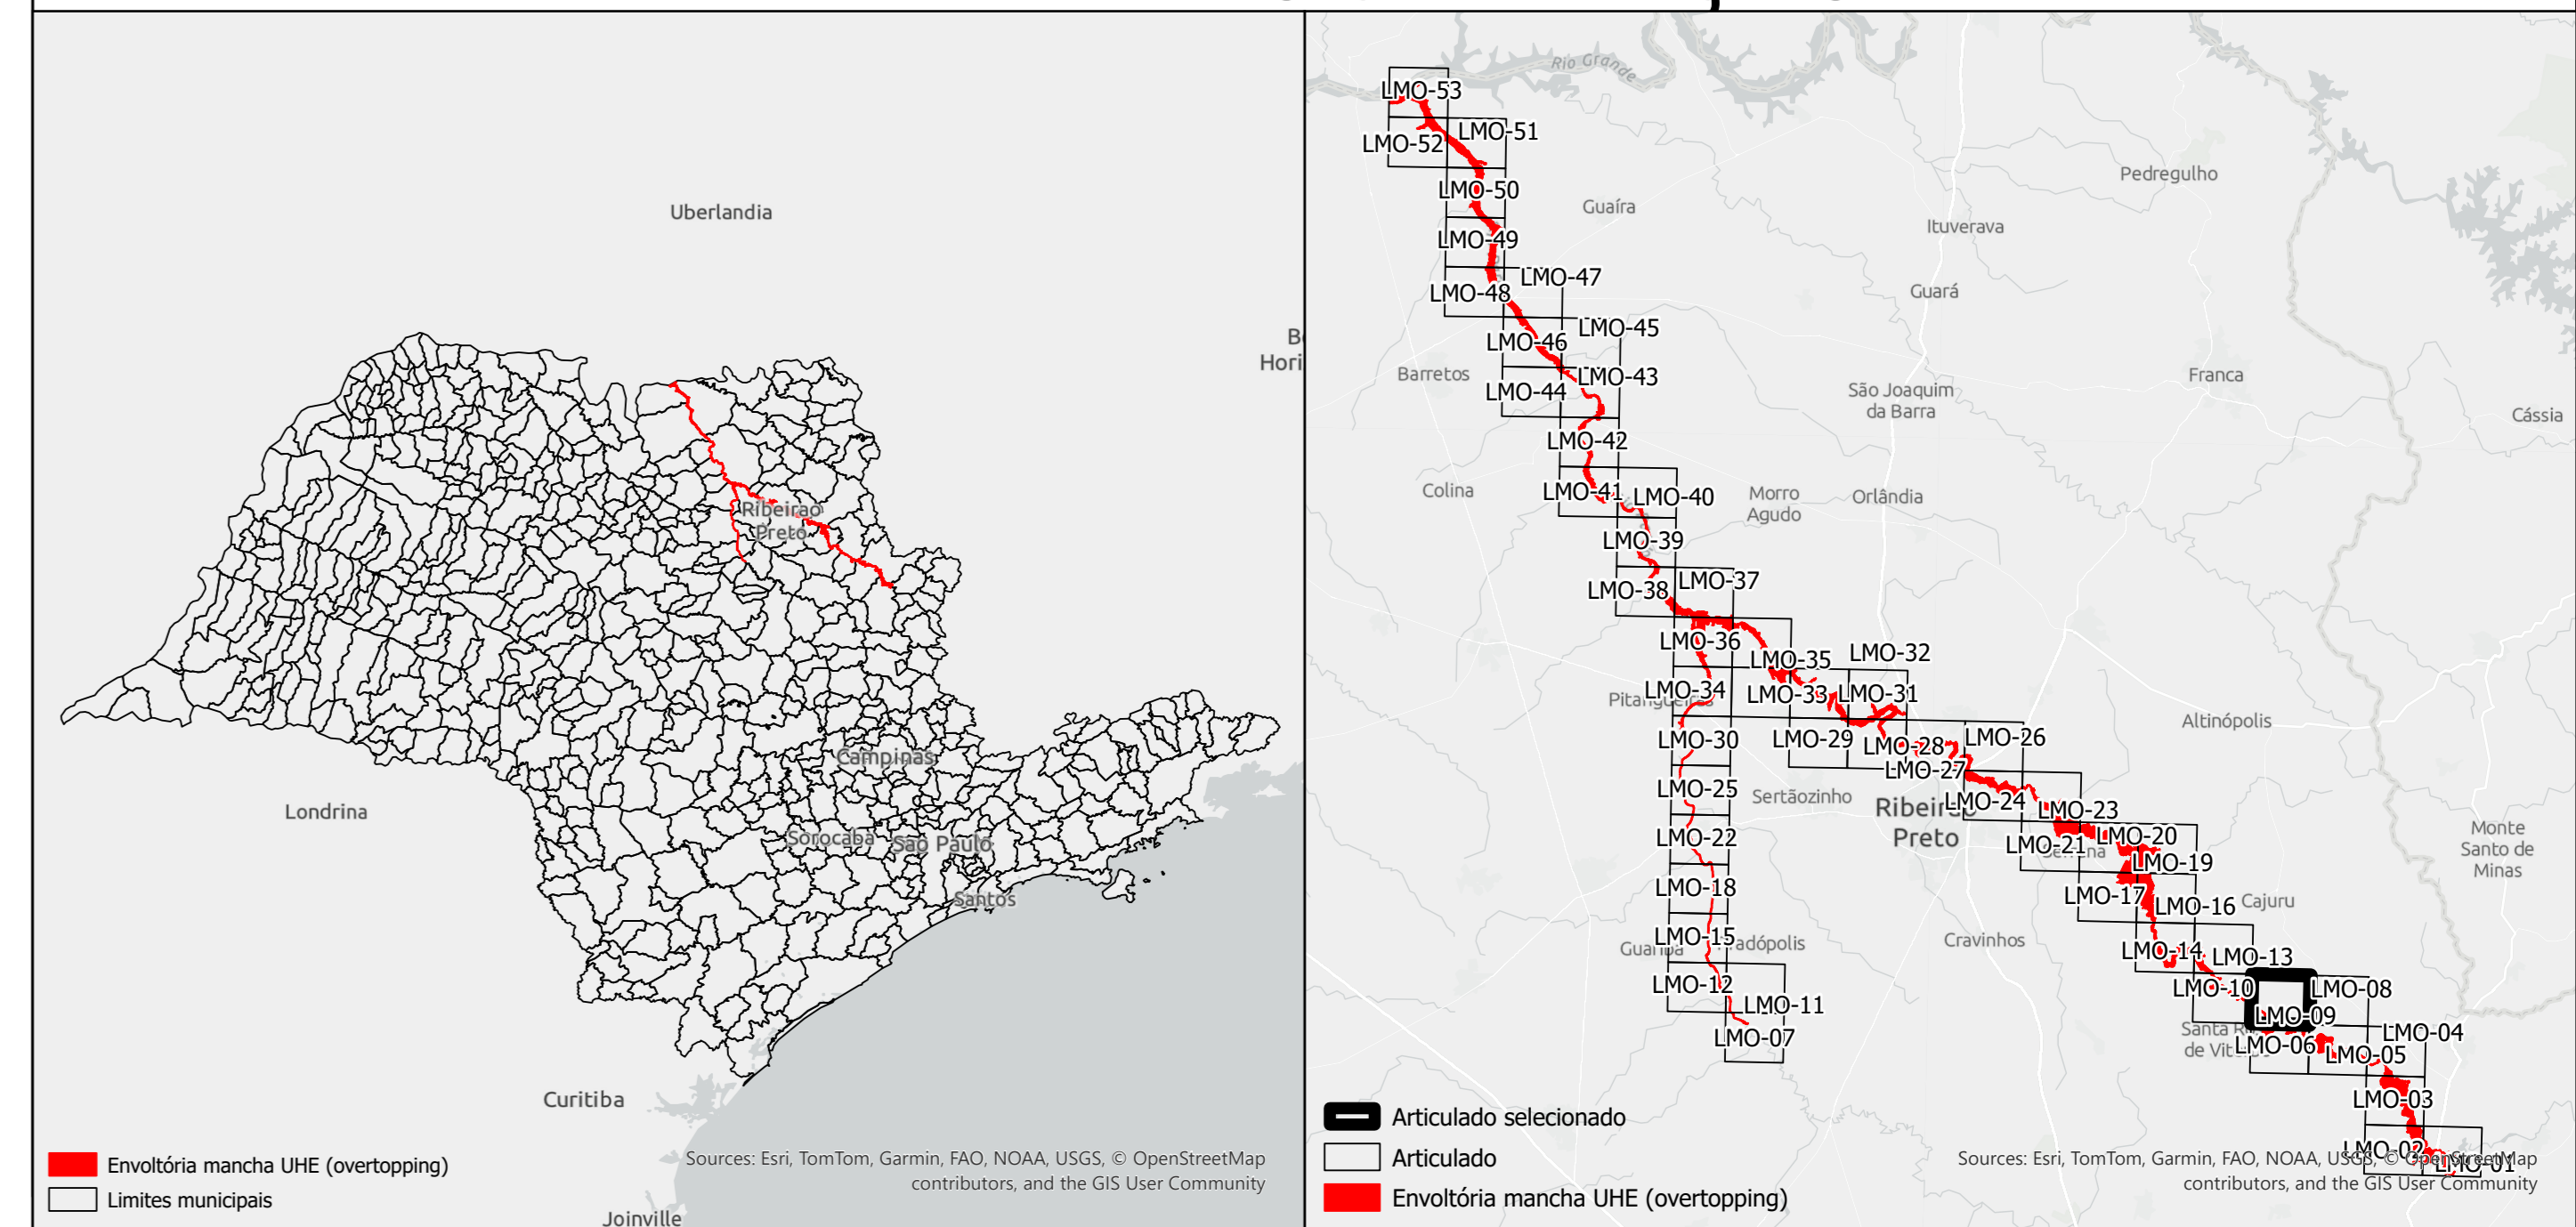 Uberlandia
Ribeirao
Preto
Campinas
Sorocaba
Sao Paulo
Santos
Londrina
Curitiba
Joinville
Envoltória mancha UHE (overtopping)
Limites municipais
Sources: Esri, TomTom, Garmin, FAO, NOAA, USGS, © OpenStreetMap
contributors, and the GIS User Community
Rio Grande
LMO-53
LMO-51
LMO-52
Pedregulho
LMO-50
Guaíra
Ituverava
LMO-49
LMO-47
LMO-48
Guará
LMO-45
LMO-46
Barretos
LMO-43
LMO-44
São Joaquim
da Barra
Franca
Cássia
LMO-42
Colina
LMO-41
LMO-40
Morro
Agudo
Orlândia
LMO-39
LMO-37
LMO-38
LMO-36
LMO-35
LMO-32
LMO-34
Pitangueiras
LMO-33
LMO-31
Altinópolis
LMO-30
LMO-29
LMO-28
LMO-26
LMO-27
LMO-25
Sertãozinho
Ribeirão
Preto
LMO-24
LMO-23
LMO-22
LMO-20
LMO-21
LMO-19
Monte
Santo de
Minas
LMO-18
LMO-17
LMO-16
Cajuru
LMO-15
Guariba
adópolis
Cravinhos
LMO-14
LMO-13
LMO-12
LMO-10
LMO-08
LMO-11
LMO-09
Santa R
de Vit
LMO-07
LMO-06
LMO-04
LMO-05
LMO-03
LMO-02
LMO-01
Articulado selecionado
Articulado
Envoltória mancha UHE (overtopping)
Sources: Esri, TomTom, Garmin, FAO, NOAA, USGS, © OpenStreetMap
contributors, and the GIS User Community